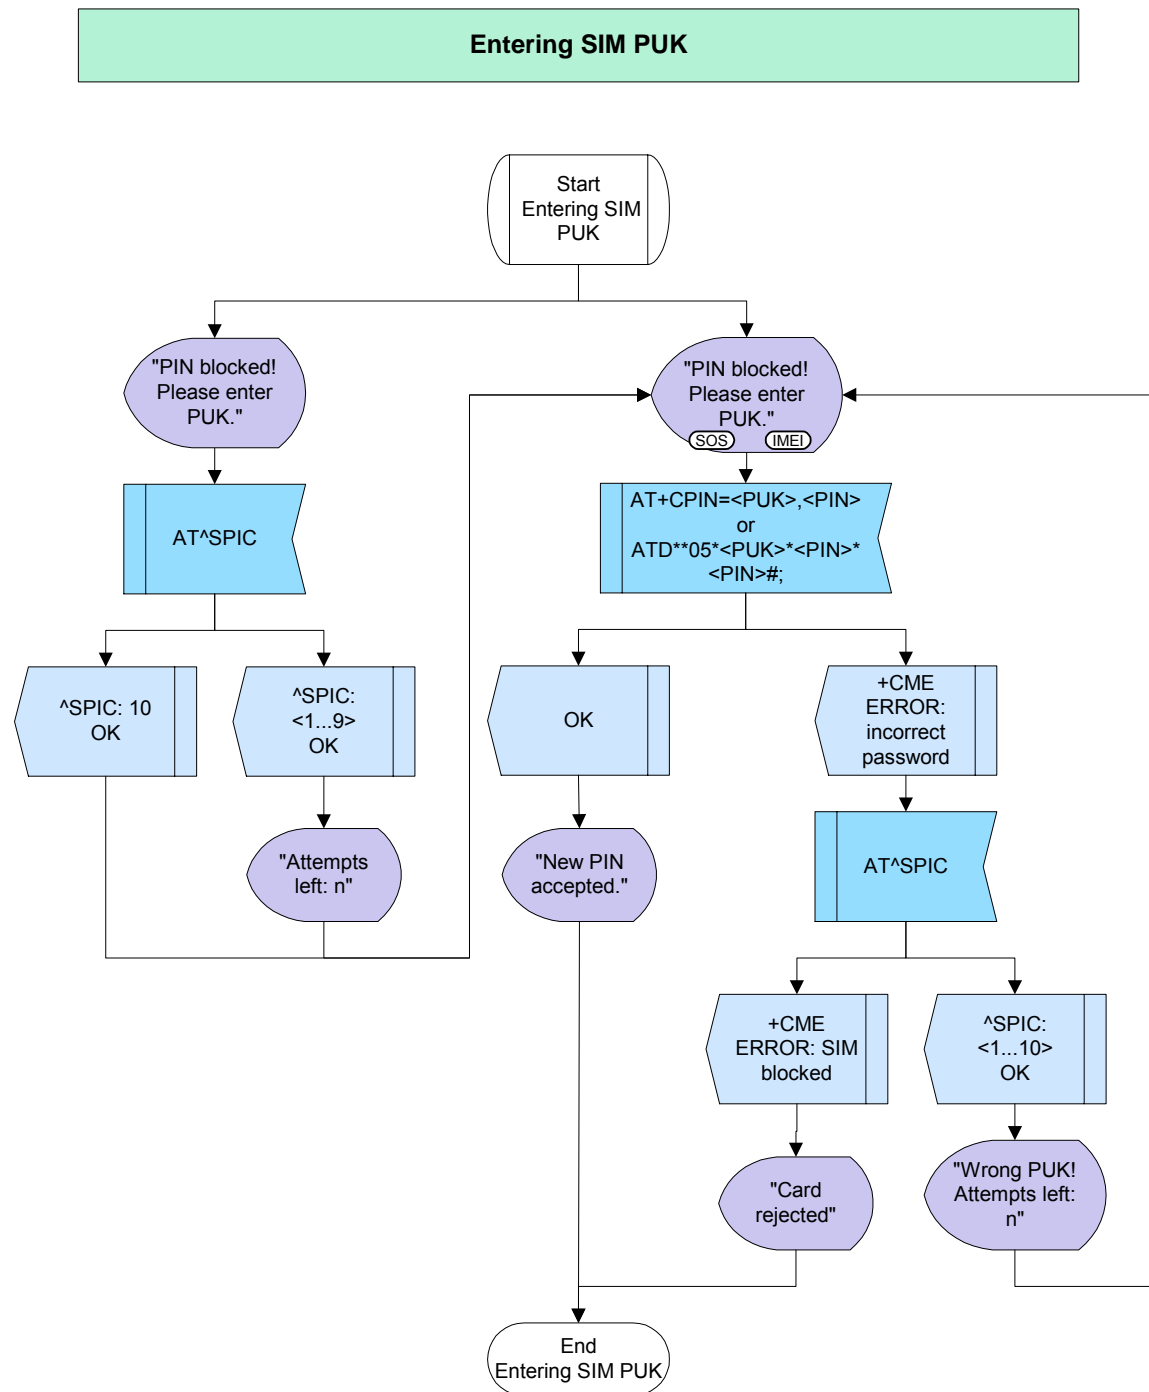 Entering SIM PUK
Start
Entering SIM
PUK
"PIN blocked!
Please enter
PUK."
"PIN blocked!
Please enter
PUK."
SOS
IMEI
AT^SPIC
AT+CPIN=<PUK>,<PIN>
or
ATD**05*<PUK>*<PIN>*
<PIN>#;
^SPIC: 10
OK
^SPIC:
<1...9>
OK
OK
+CME
ERROR:
incorrect
password
"Attempts
left: n"
"New PIN
accepted."
AT^SPIC
+CME
ERROR: SIM
blocked
^SPIC:
<1...10>
OK
"Card
rejected"
"Wrong PUK!
Attempts left:
n"
End
Entering SIM PUK